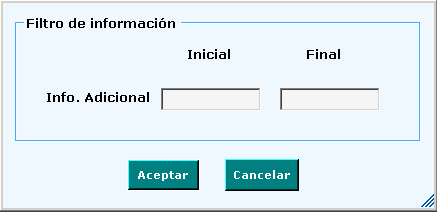 Filtro de información
Inicial Final
Info. Adicional
Aceptar Cancelar